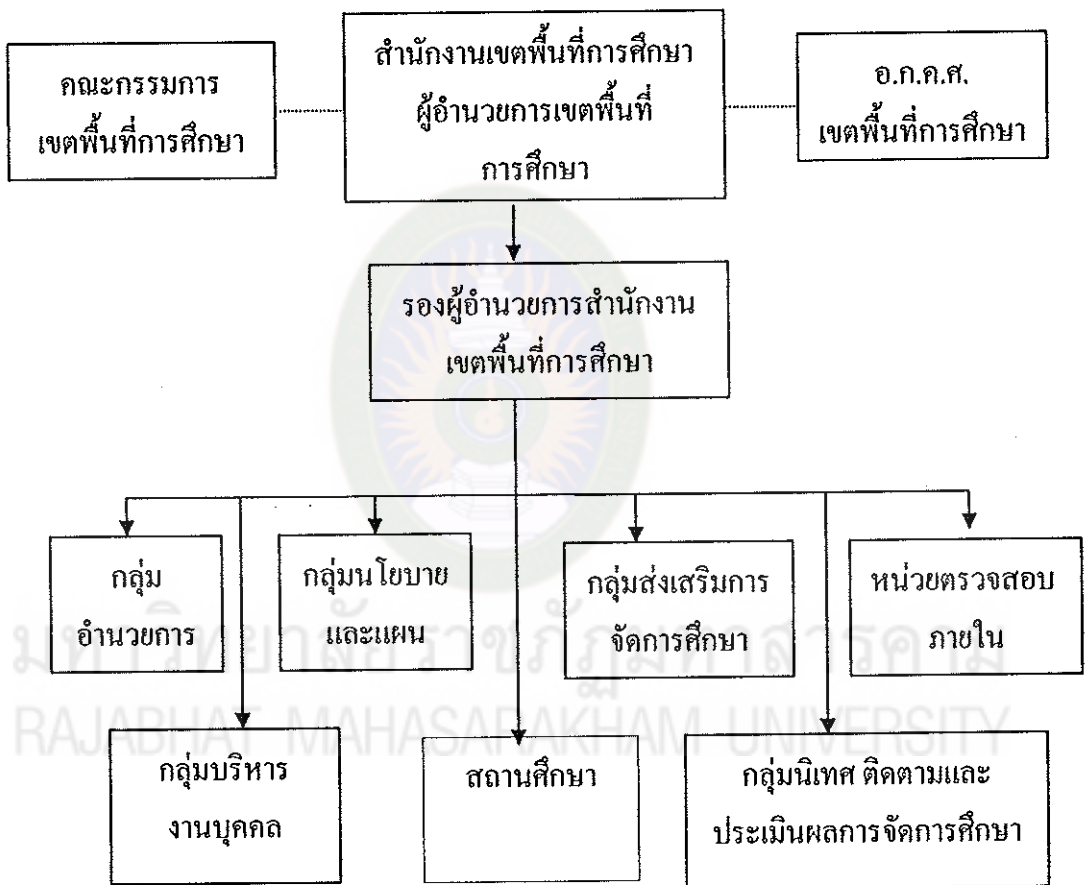 คณะกรรมการ
เขตพื้นที่การศึกษา
สำนักงานเขตพื้นที่การศึกษา
ผู้อำนวยการเขตพื้นที่
การศึกษา
อ.ก.ค.ศ.
เขตพื้นที่การศึกษา
รองผู้อำนวยการสำนักงาน
เขตพื้นที่การศึกษา
กลุ่ม
อำนวยการ
กลุ่มนโยบาย
และแผน
กลุ่มส่งเสริมการ
จัดการศึกษา
หน่วยตรวจสอบ
ภายใน
มหาวิทยาลัยราชภัฏมหาสารคาม
RAJABHAT MAHASARAKHAM UNIVERSITY
กลุ่มบริหาร
งานบุคคล
สถานศึกษา
กลุ่มนิเทศ ติดตามและ
ประเมินผลการจัดการศึกษา